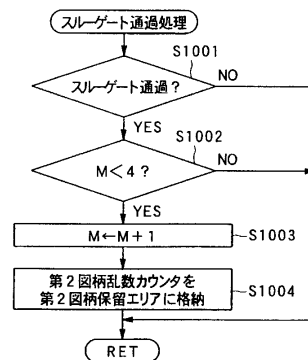 スルーゲート通過処理
S1001
スルーゲート通過?
NO
YES
S1002
M<4?
NO
YES
M←M+1
S1003
第2図柄乱数カウンタを
第2図柄保留エリアに格納
S1004
RET